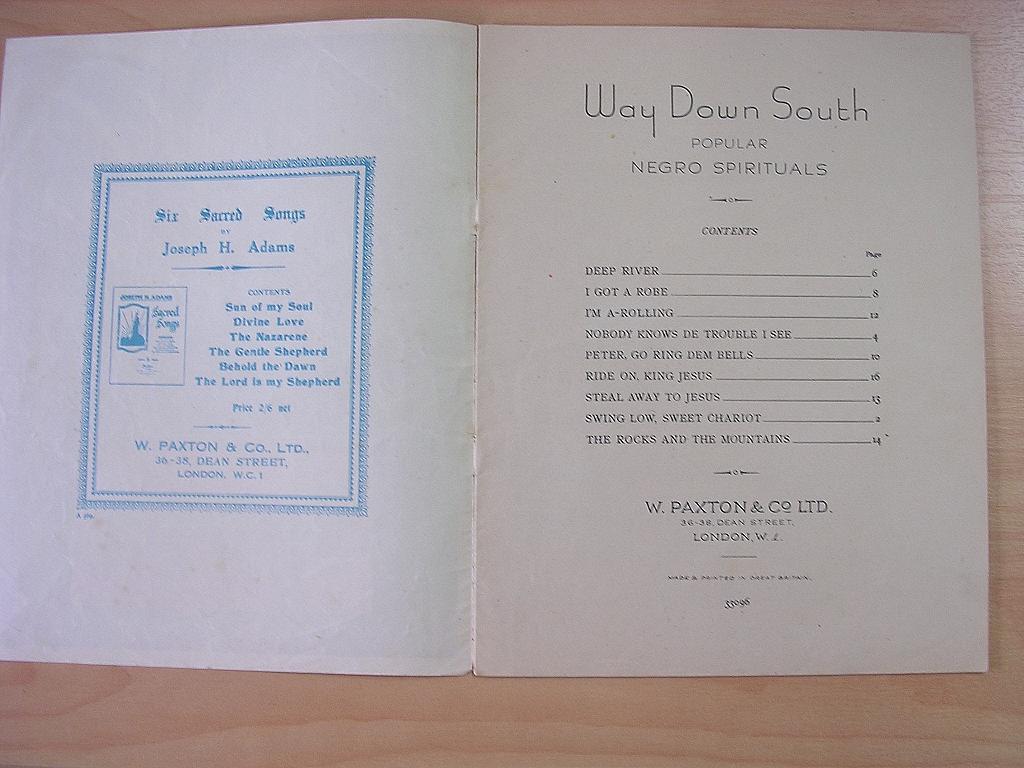 Six Sacred Songs
BY
Joseph H. Adams
JOSEPH H. ADAMS
Sacred
Songs
CONTENTS
Sun of my Soul
Divine Love
The Nazarene
The Gentle Shepherd
Behold the Dawn
The Lord is my Shepherd
Price 2/6 net
W. PAXTON & CO., LTD.,
36-38, DEAN STREET,
LONDON, W.C.1
Way Down South
POPULAR
NEGRO SPIRITUALS
CONTENTS
Page
DEEP RIVER 6
I GOT A ROBE 8
I'M A-ROLLING 12
NOBODY KNOWS DE TROUBLE I SEE 4
PETER, GO RING DEM BELLS 10
RIDE ON, KING JESUS 16
STEAL AWAY TO JESUS 13
SWING LOW, SWEET CHARIOT 2
THE ROCKS AND THE MOUNTAINS 14
W. PAXTON & CO LTD.
36-38, DEAN STREET,
LONDON, W.1.
MADE & PRINTED IN GREAT BRITAIN.
33096